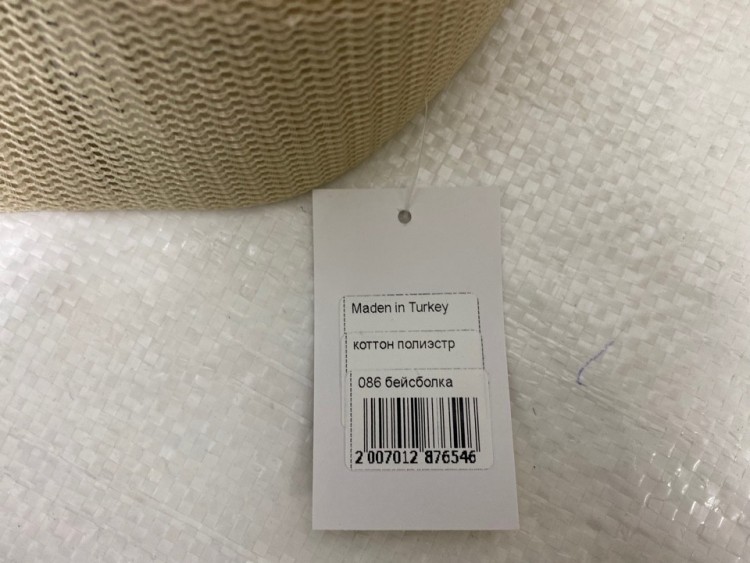 Maden in Turkey
коттон полиэстр
086 бейсболка
2 007012 876546